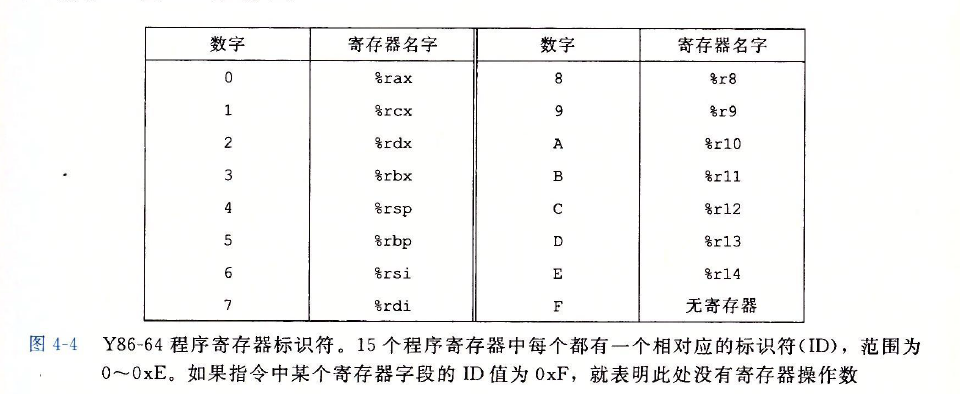 数字 寄存器名字 数字 寄存器名字
0 %rax 8 %r8
1 %rcx 9 %r9
2 %rdx A %r10
3 %rbx B %r11
4 %rsp C %r12
5 %rbp D %r13
6 %rsi E %r14
7 %rdi F 无寄存器
图 4-4 Y86-64 程序寄存器标识符。15 个程序寄存器中每个都有一个相对应的标识符(ID)，范围为
0～0xE。如果指令中某个寄存器字段的 ID 值为 0xF，就表明此处没有寄存器操作数